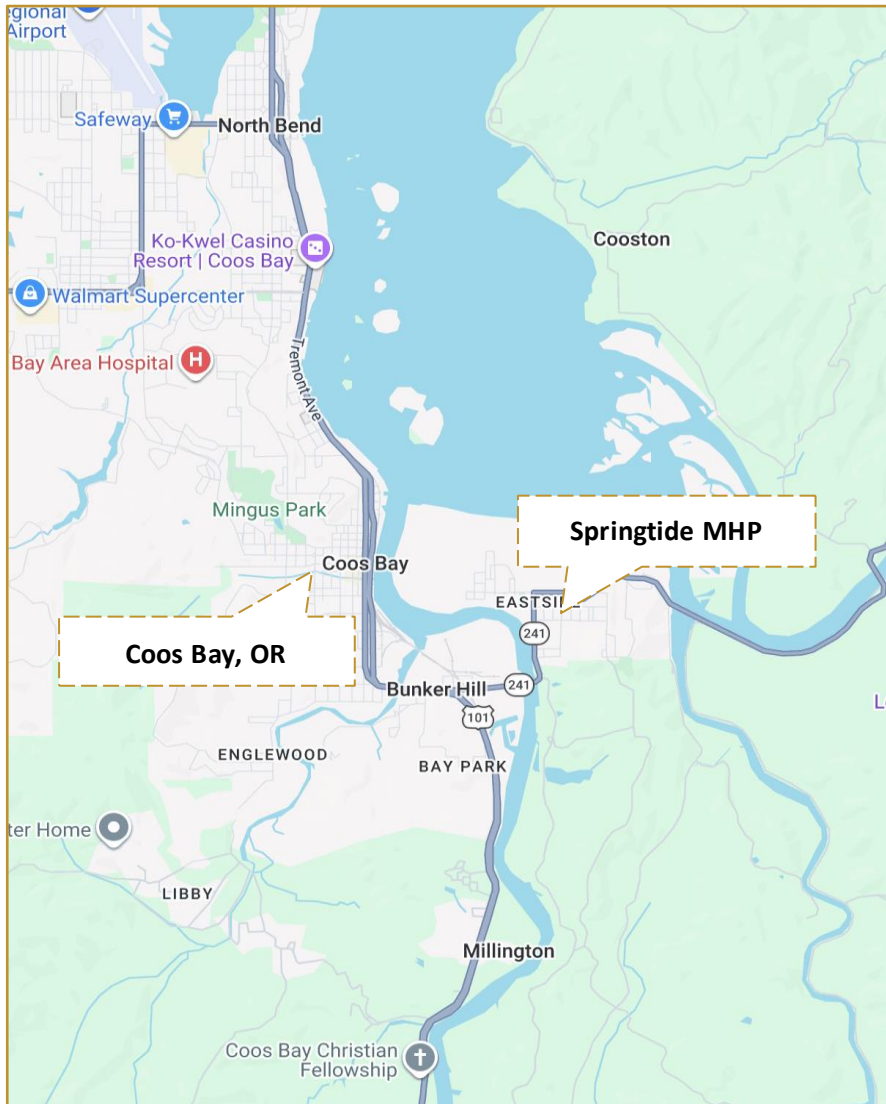 egional
Airport
Safeway
North Bend
Cooston
Ko-Kwel Casino
Resort | Coos Bay
Walmart Supercenter
Tremont Ave
Bay Area Hospital
Mingus Park
Springtide MHP
Coos Bay
EASTSI
241
Coos Bay, OR
Bunker Hill
241
101
ENGLEWOOD
BAY PARK
ter Home
LIBBY
Millington
Coos Bay Christian
Fellowship